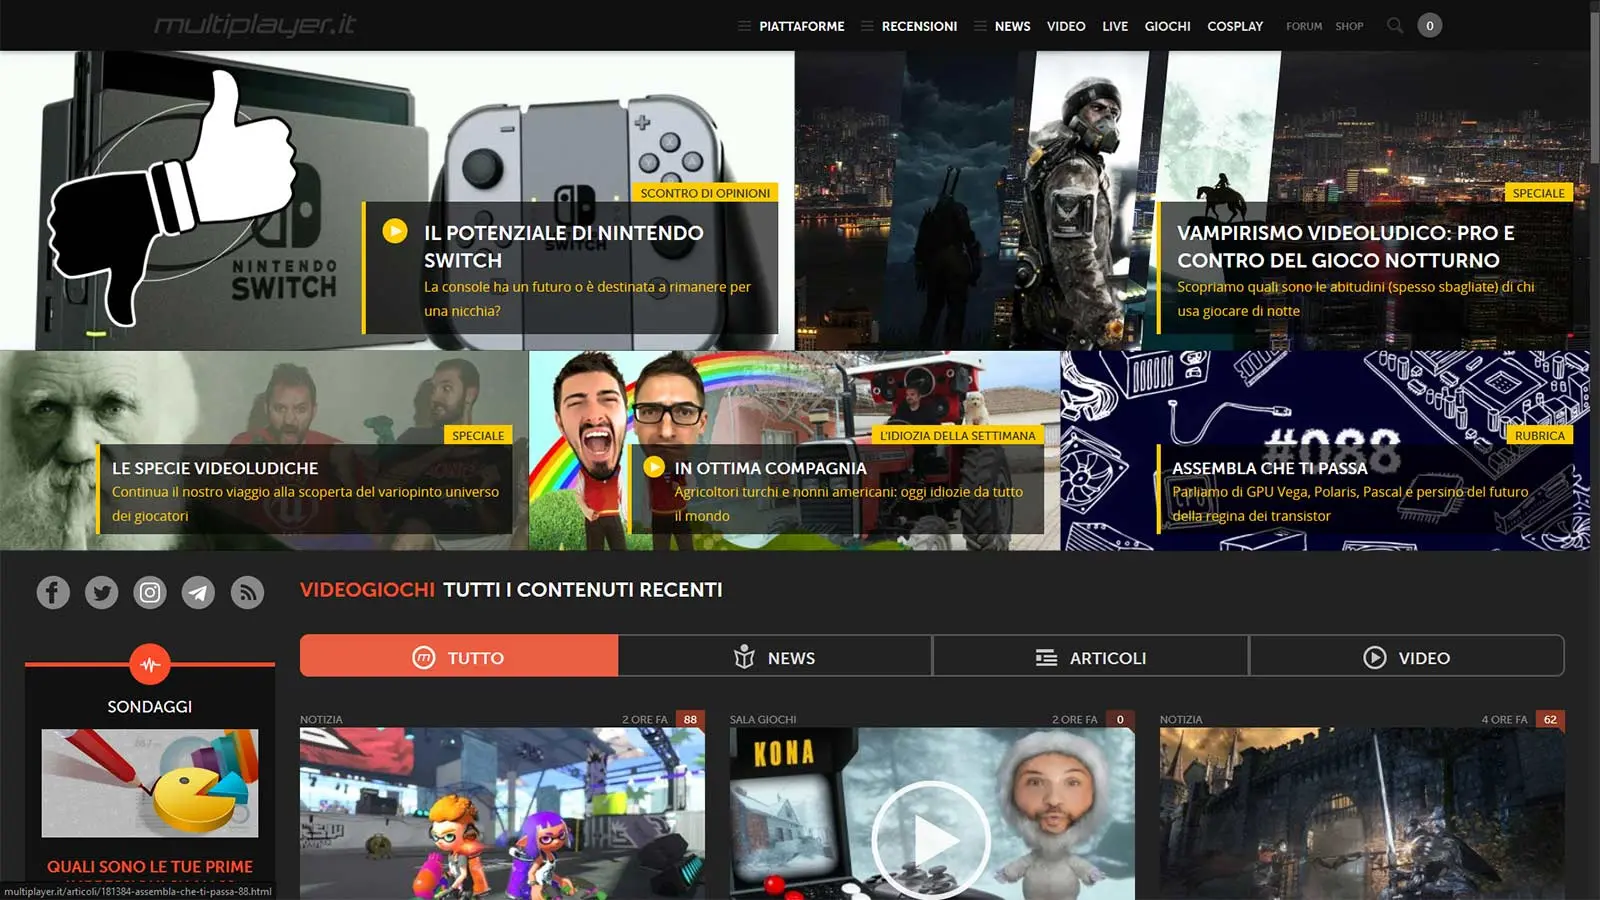 multiplayer.it
PIATTAFORME
RECENSIONI
NEWS
VIDEO
LIVE
GIOCHI
COSPLAY
FORUM
SHOP
0
NINTENDO
SWITCH
SWITCH
SCONTRO DI OPINIONI
IL POTENZIALE DI NINTENDO
SWITCH
La console ha un futuro o è destinata a rimanere per
una nicchia?
SPECIALE
VAMPIRISMO VIDEOLUDICO: PRO E
CONTRO DEL GIOCO NOTTURNO
Scopriamo quali sono le abitudini (spesso sbagliate) di chi
usa giocare di notte
SPECIALE
LE SPECIE VIDEOLUDICHE
Continua il nostro viaggio alla scoperta del variopinto universo
dei giocatori
L'IDIOZIA DELLA SETTIMANA
IN OTTIMA COMPAGNIA
Agricoltori turchi e nonni americani: oggi idiozie da tutto
il mondo
#088
RUBRICA
ASSEMBLA CHE TI PASSA
Parliamo di GPU Vega, Polaris, Pascal e persino del futuro
della regina dei transistor
VIDEOGIOCHI TUTTI I CONTENUTI RECENTI
TUTTO
NEWS
ARTICOLI
VIDEO
SONDAGGI
QUALI SONO LE TUE PRIME
NOTIZIA
2 ORE FA
88
SALA GIOCHI
2 ORE FA
0
KONA
NOTIZIA
4 ORE FA
62
multiplayer.it/articoli/181384-assembla-che-ti-passa-88.html